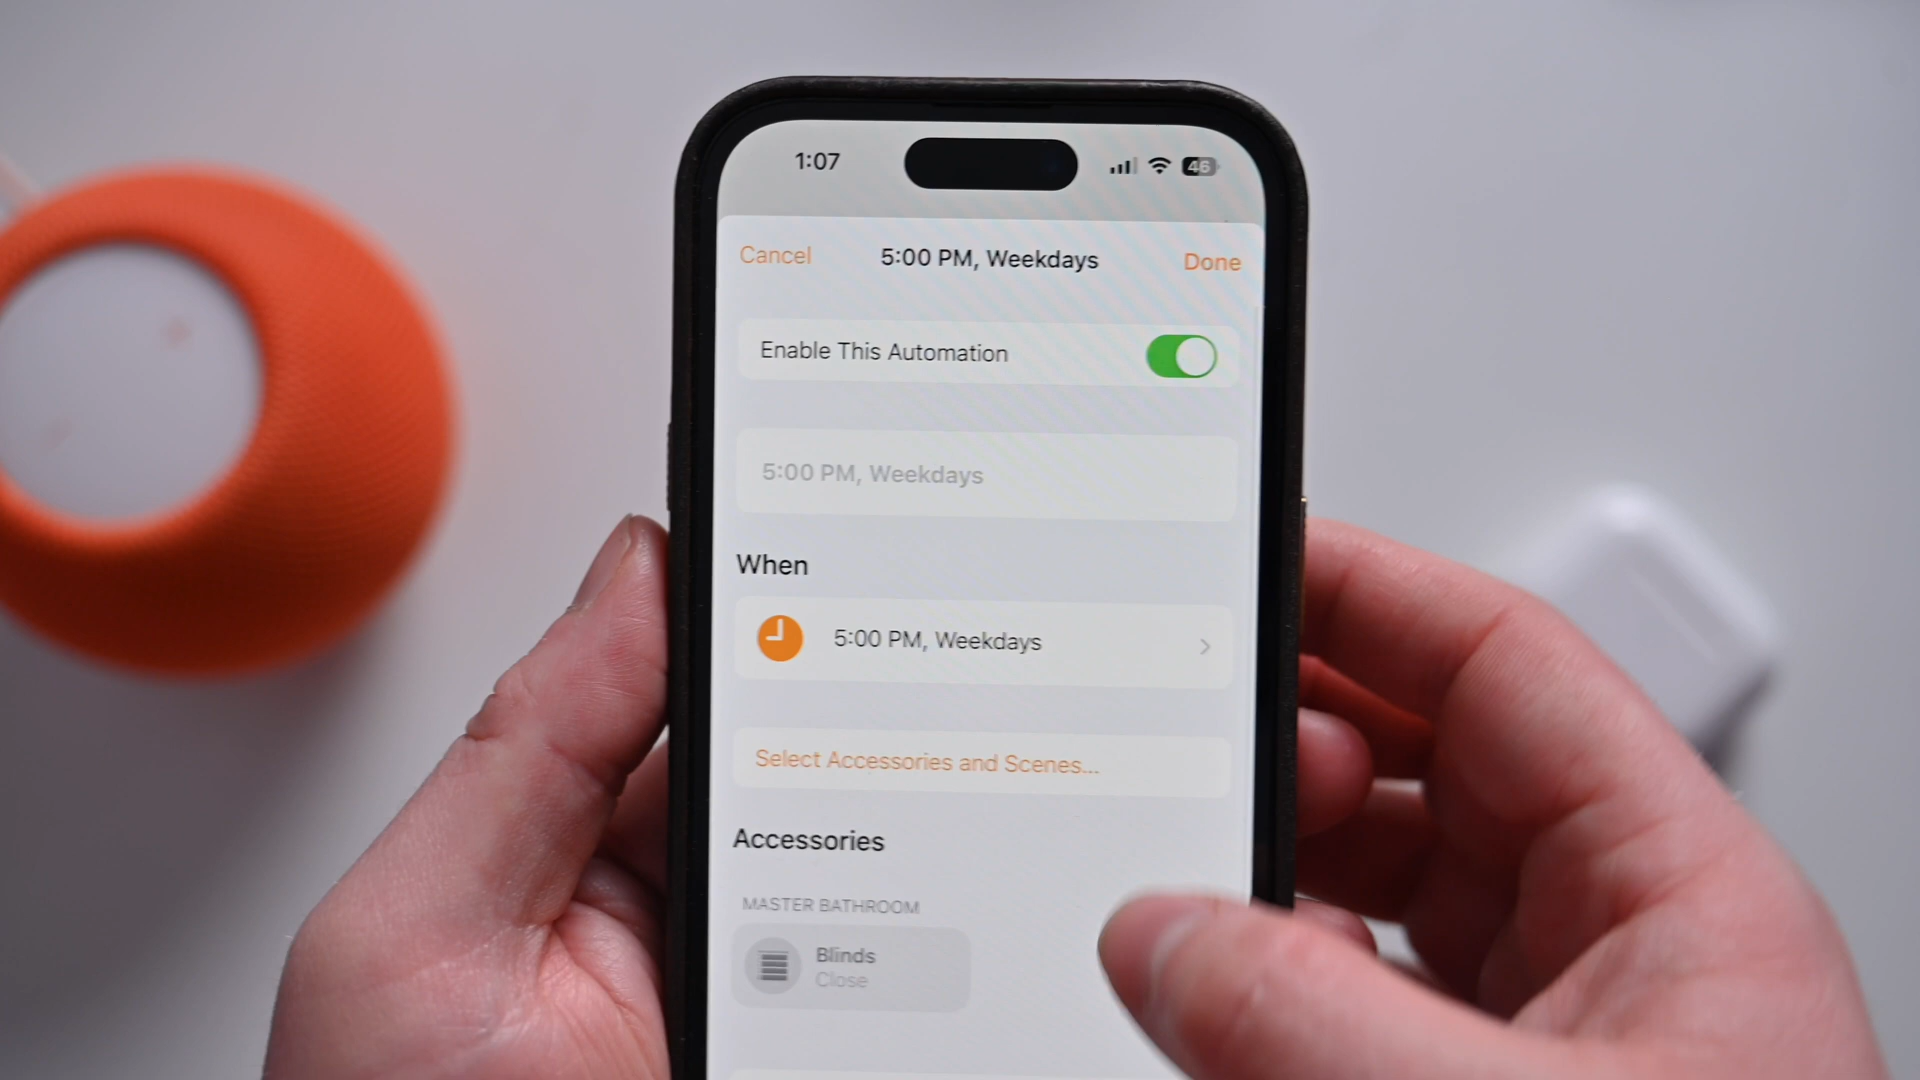 1:07
46
Cancel
5:00 PM, Weekdays
Done
Enable This Automation
5:00 PM, Weekdays
When
5:00 PM, Weekdays
Select Accessories and Scenes...
Accessories
MASTER BATHROOM
Blinds
Close